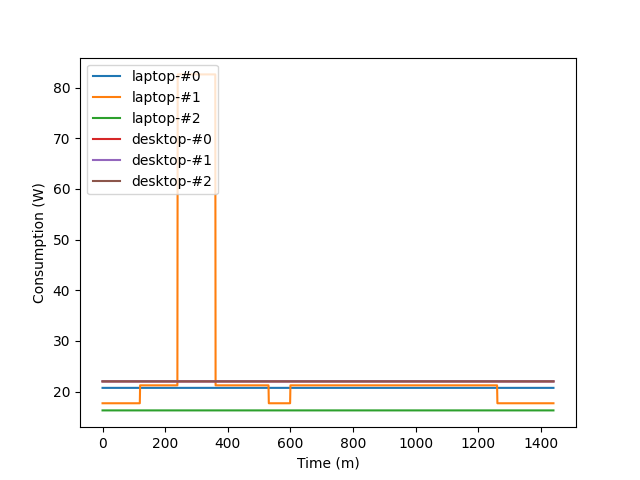 laptop-#0
laptop-#1
laptop-#2
desktop-#0
desktop-#1
desktop-#2
80
70
60
50
40
30
20
Consumption (W)
0 200 400 600 800 1000 1200 1400
Time (m)